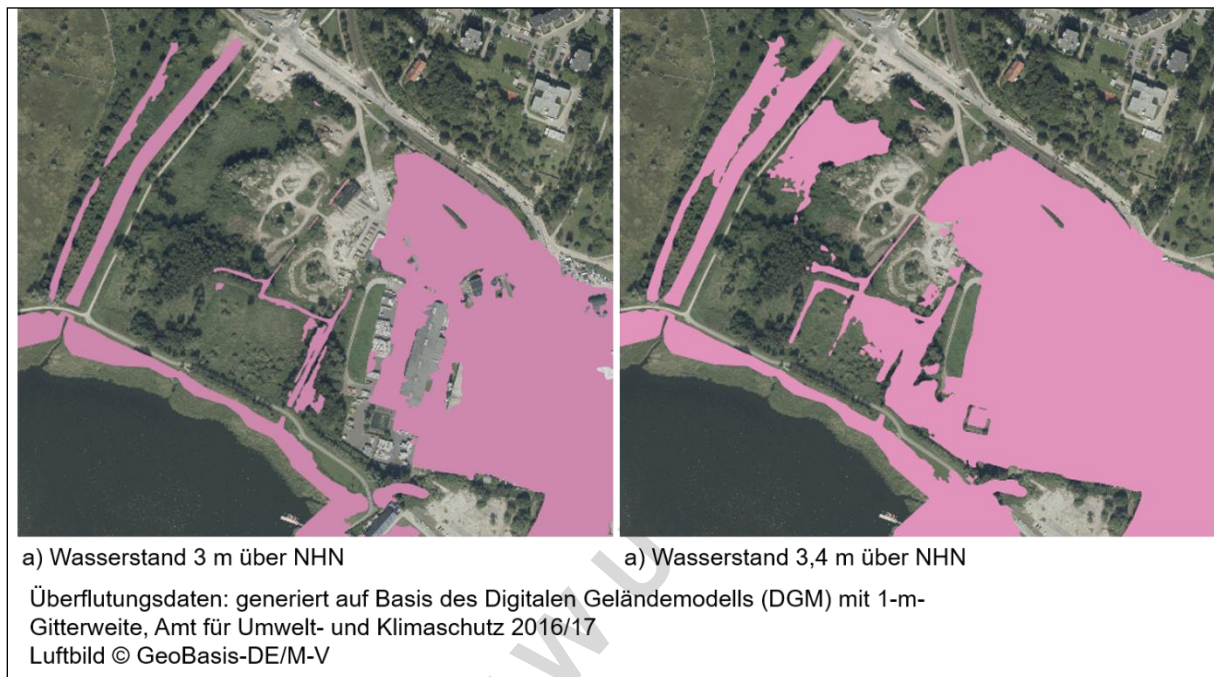 a) Wasserstand 3 m über NHN
a) Wasserstand 3,4 m über NHN
Überflutungsdaten: generiert auf Basis des Digitalen Geländemodells (DGM) mit 1-m-
Gitterweite, Amt für Umwelt- und Klimaschutz 2016/17
Luftbild © GeoBasis-DE/M-V